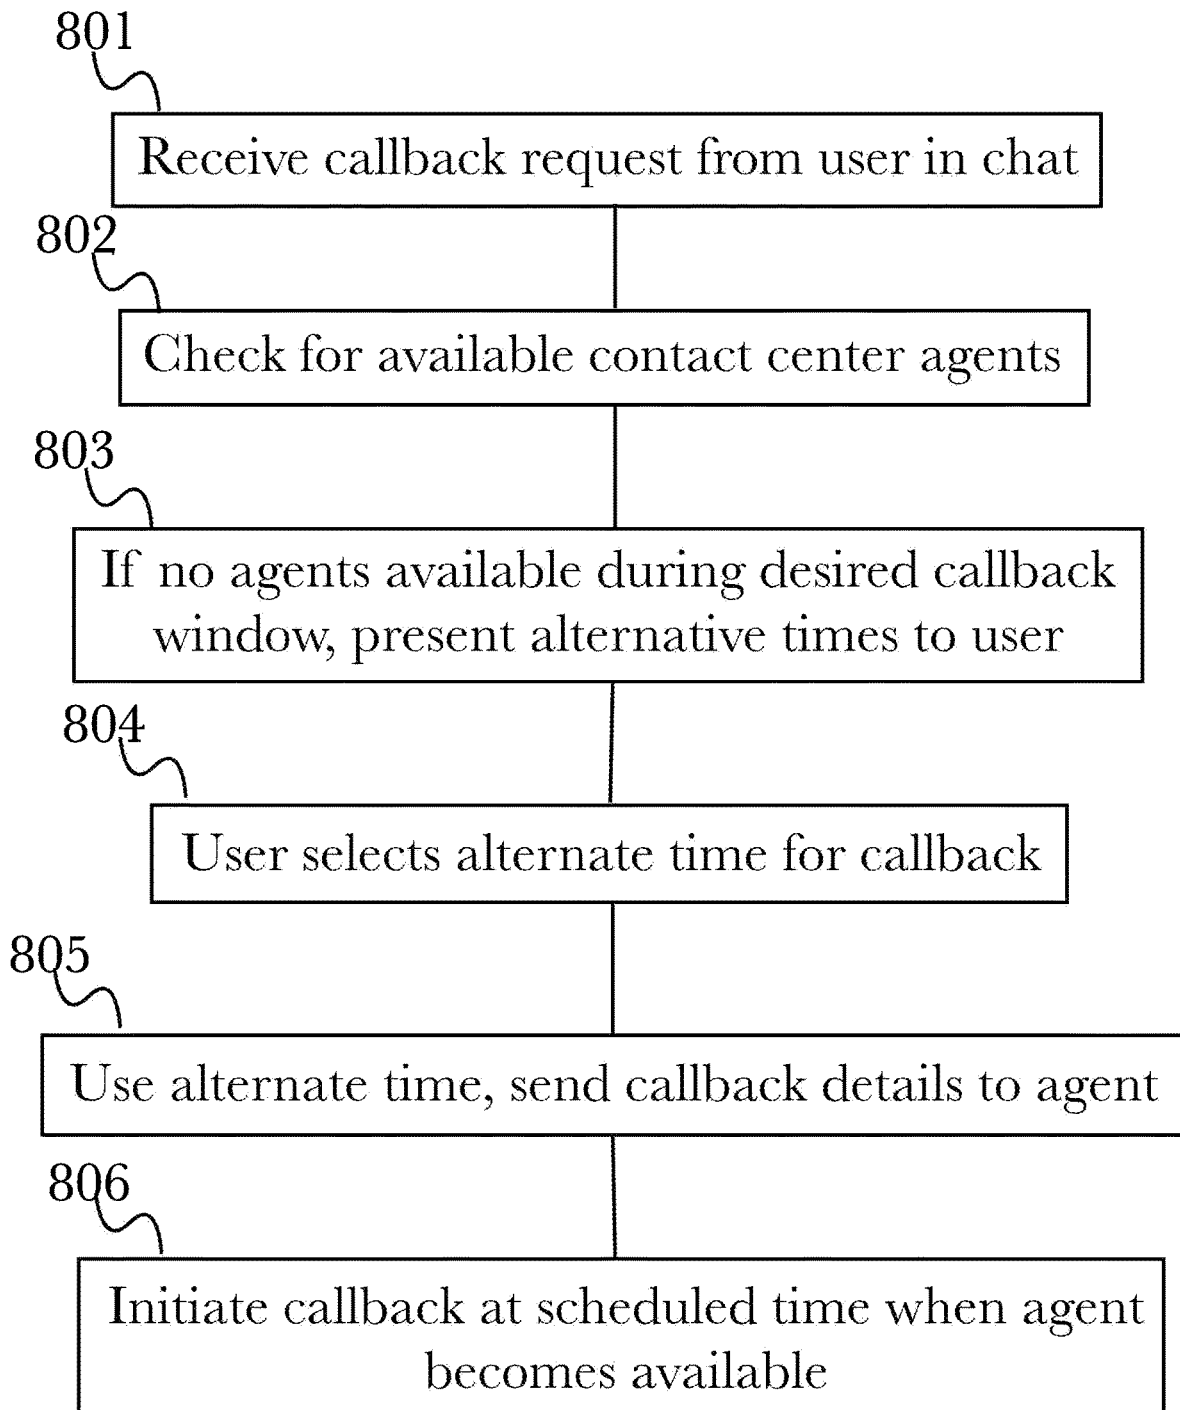 801
Receive callback request from user in chat
802
Check for available contact center agents
803
If no agents available during desired callback
window, present alternative times to user
804
User selects alternate time for callback
805
Use alternate time, send callback details to agent
806
Initiate callback at scheduled time when agent
becomes available